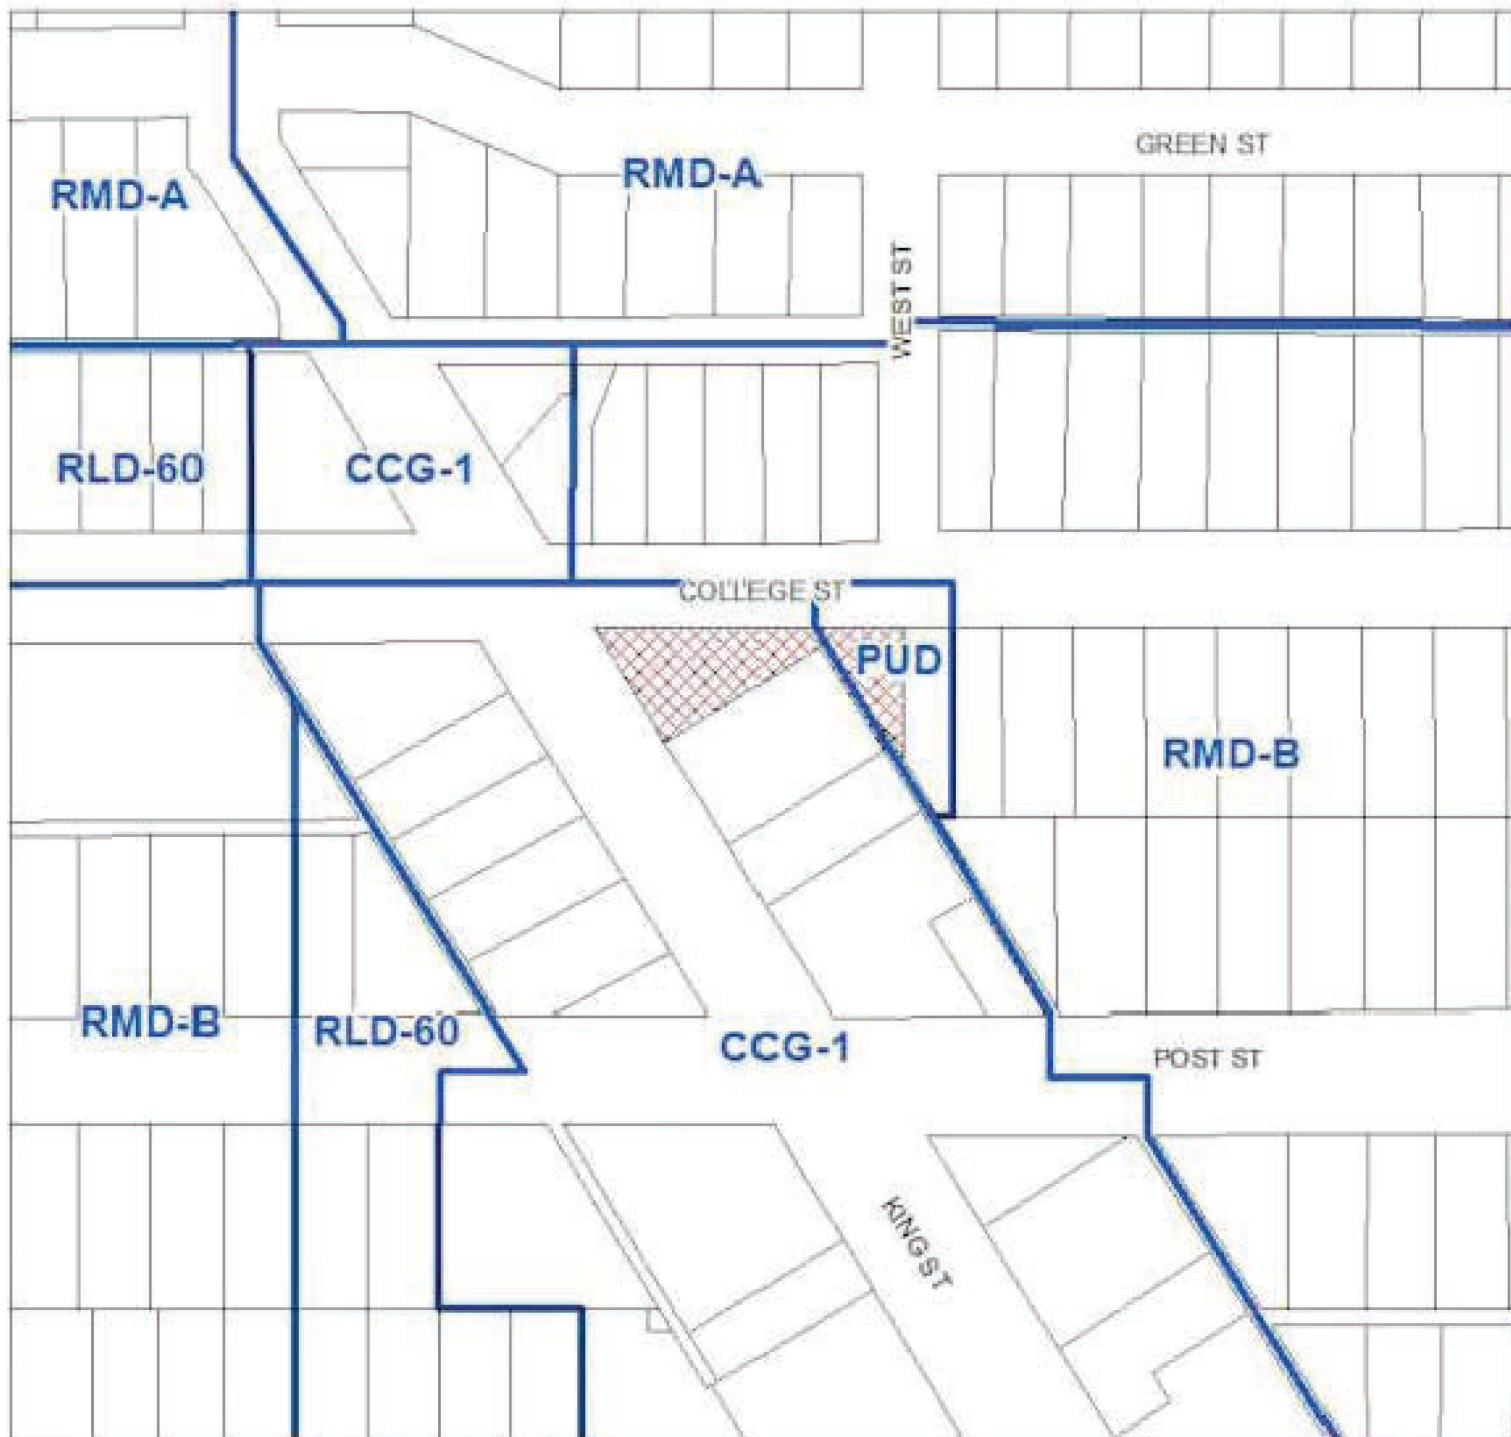 GREEN ST
RMD-A
RMD-A
WEST ST
RLD-60
CCG-1
COLLEGE ST
PUD
RMD-B
RMD-B
RLD-60
CCG-1
POST ST
KING ST